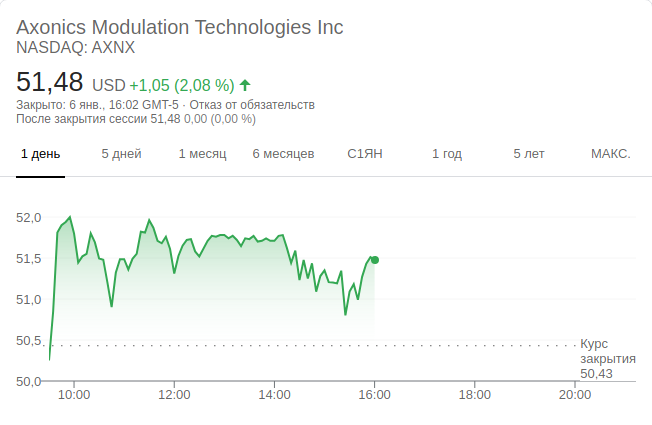 Axonics Modulation Technologies Inc
NASDAQ: AXNX
51,48 USD +1,05 (2,08 %)
Закрыто: 6 янв., 16:02 GMT-5 · Отказ от обязательств
После закрытия сессии 51,48 0,00 (0,00 %)
1 день 5 дней 1 месяц 6 месяцев С1ЯН 1 год 5 лет МАКС.
52,0
51,5
51,0
50,5
Курс
закрытия
50,43
50,0
10:00 12:00 14:00 16:00 18:00 20:00